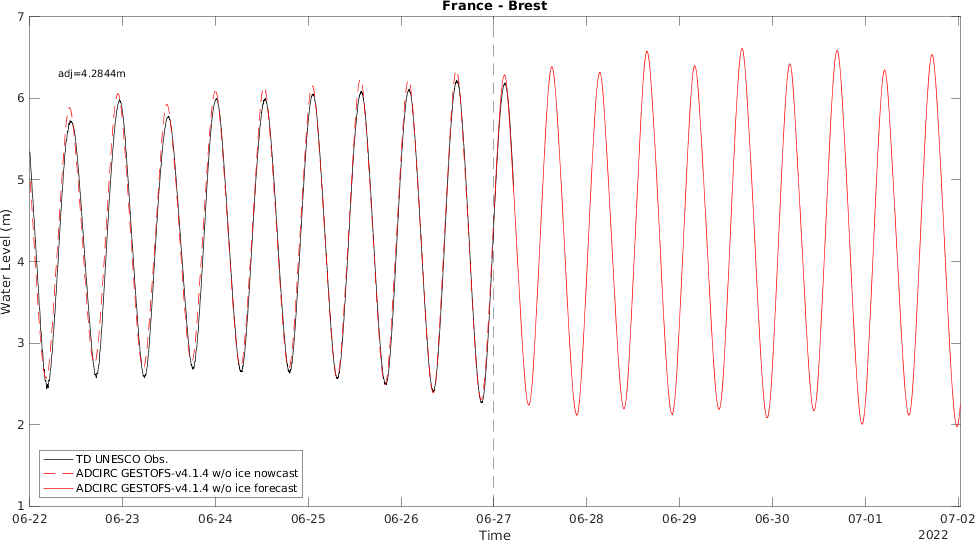 France - Brest
7
adj=4.2844m
6
5
4
3
2
1
Water Level (m)
TD UNESCO Obs.
ADCIRC GESTOFS-v4.1.4 w/o ice nowcast
ADCIRC GESTOFS-v4.1.4 w/o ice forecast
06-22 06-23 06-24 06-25 06-26 06-27 06-28 06-29 06-30 07-01 07-02
Time
2022